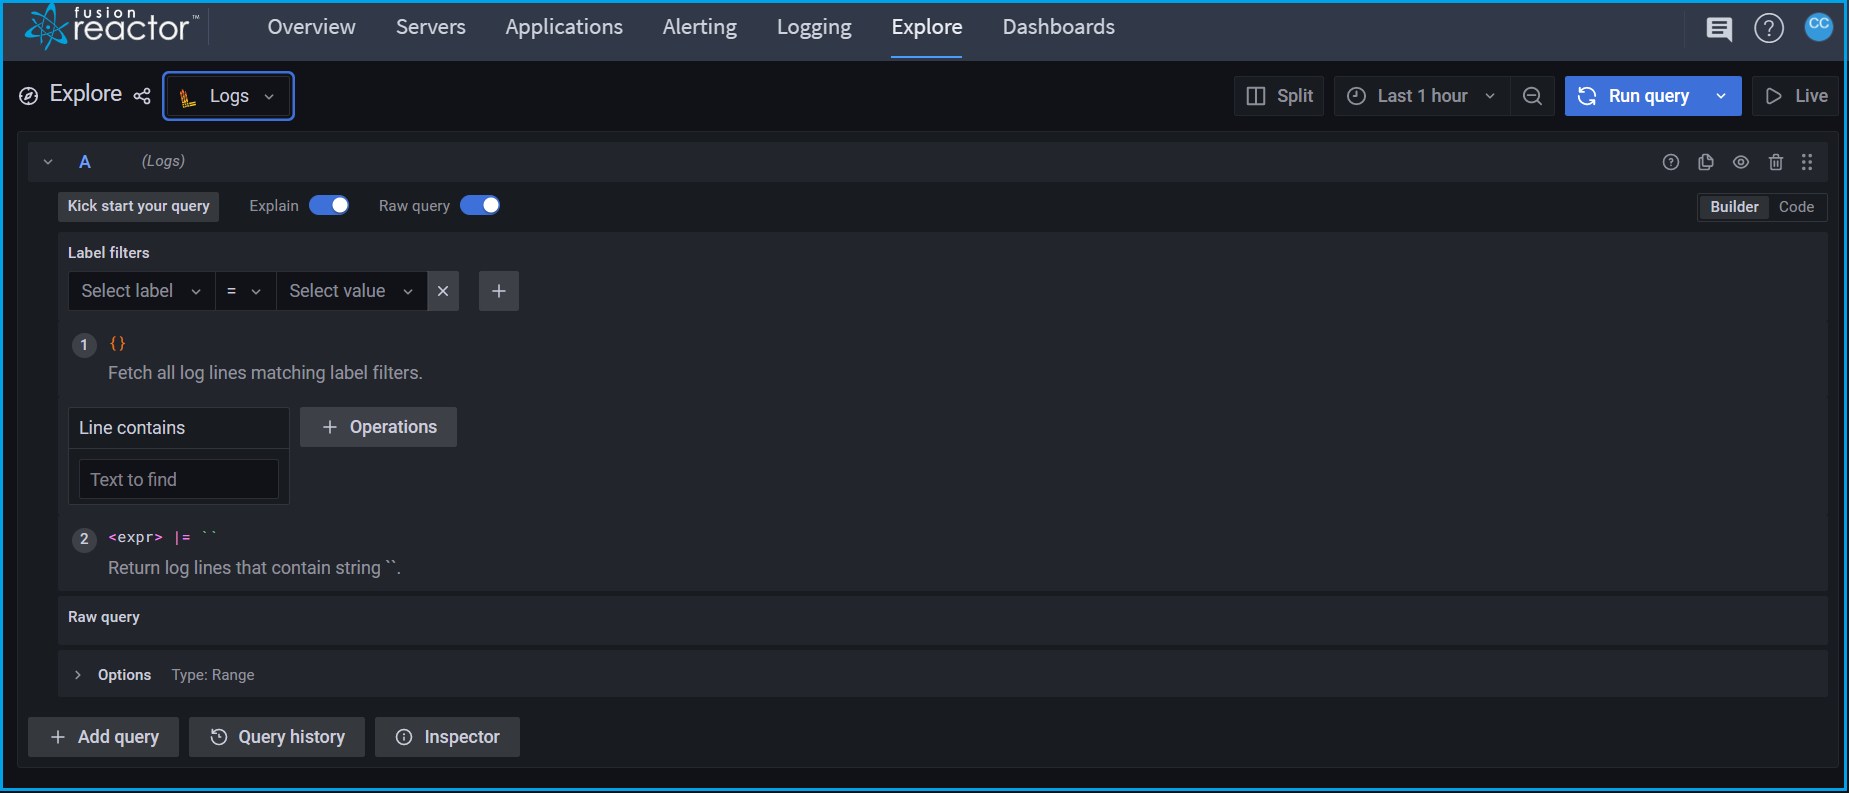 fusion
reactor™
Overview Servers Applications Alerting Logging Explore Dashboards
? CC
Explore Logs Split Last 1 hour Run query Live
A (Logs)
Kick start your query Explain Raw query Builder Code
Label filters
Select label = Select value × +
1 {}
Fetch all log lines matching label filters.
Line contains + Operations
Text to find
2 <expr> |= ``
Return log lines that contain string ``.
Raw query
> Options Type: Range
+ Add query Query history Inspector